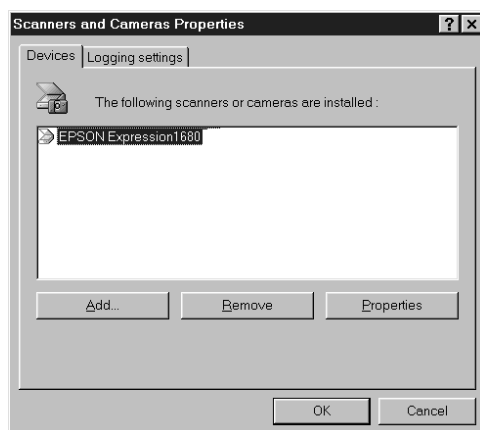 Scanners and Cameras Properties ? ×
Devices Logging settings
The following scanners or cameras are installed :
EPSON Expression1680
Add... Remove Properties
OK Cancel